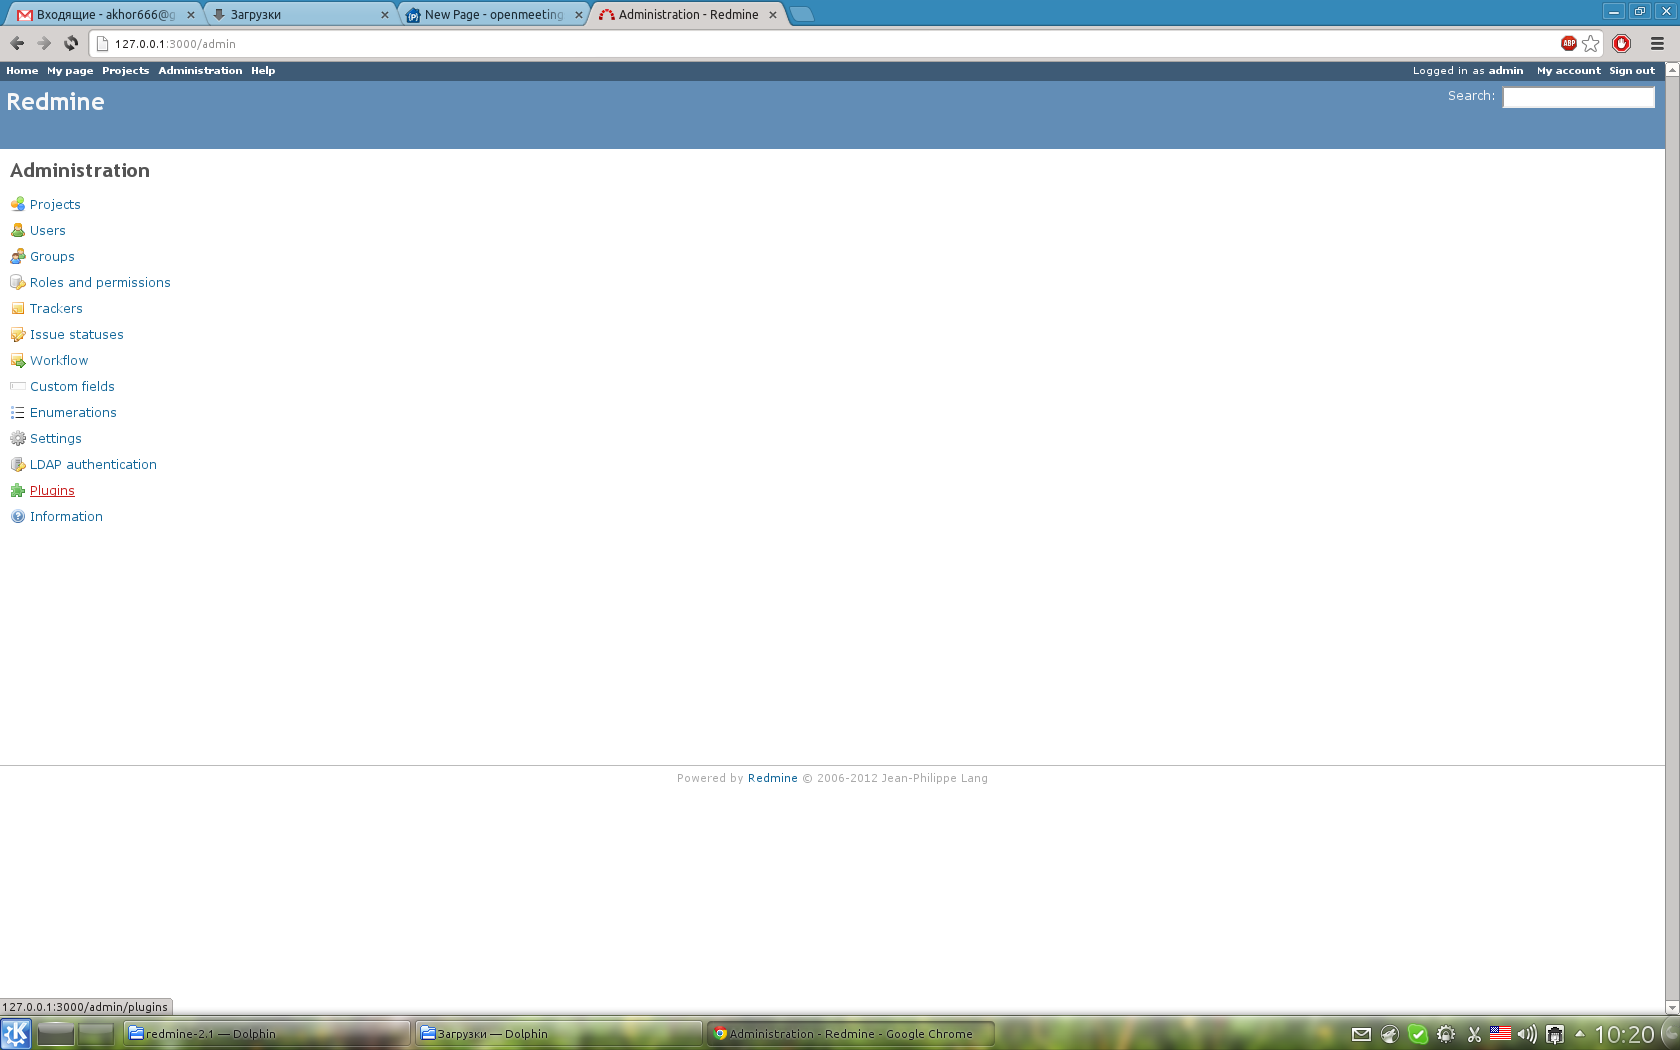 Входящие - akhor666@g
Загрузки
New Page - openmeeting
Administration - Redmine
127.0.0.1:3000/admin
ABP
Home My page Projects Administration Help
Logged in as admin My account Sign out
Redmine
Search:
Administration
Projects
Users
Groups
Roles and permissions
Trackers
Issue statuses
Workflow
Custom fields
Enumerations
Settings
LDAP authentication
Plugins
Information
Powered by Redmine © 2006-2012 Jean-Philippe Lang
127.0.0.1:3000/admin/plugins
redmine-2.1 — Dolphin
Загрузки — Dolphin
Administration - Redmine - Google Chrome
10:20